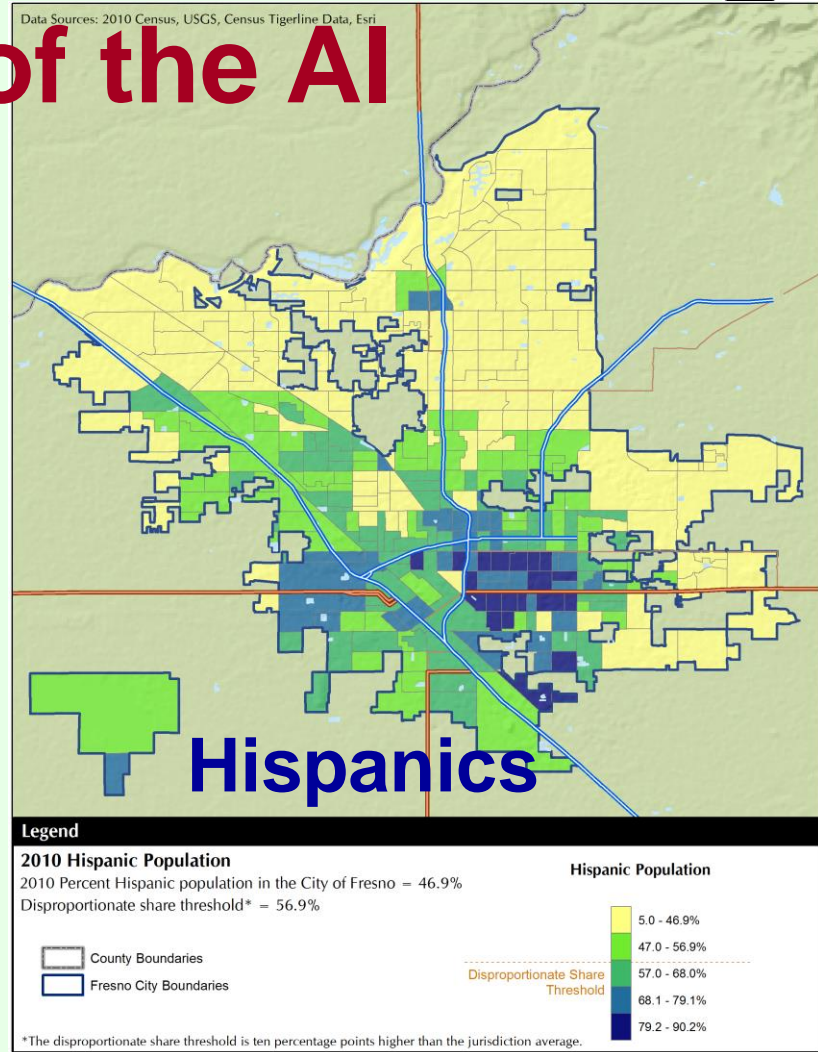 Data Sources: 2010 Census, USGS, Census Tigerline Data, Esri
of the AI
Hispanics
Legend
2010 Hispanic Population
2010 Percent Hispanic population in the City of Fresno = 46.9%
Disproportionate share threshold* = 56.9%
County Boundaries
Fresno City Boundaries
Hispanic Population
5.0 - 46.9%
47.0 - 56.9%
Disproportionate Share
Threshold
57.0 - 68.0%
68.1 - 79.1%
79.2 - 90.2%
*The disproportionate share threshold is ten percentage points higher than the jurisdiction average.